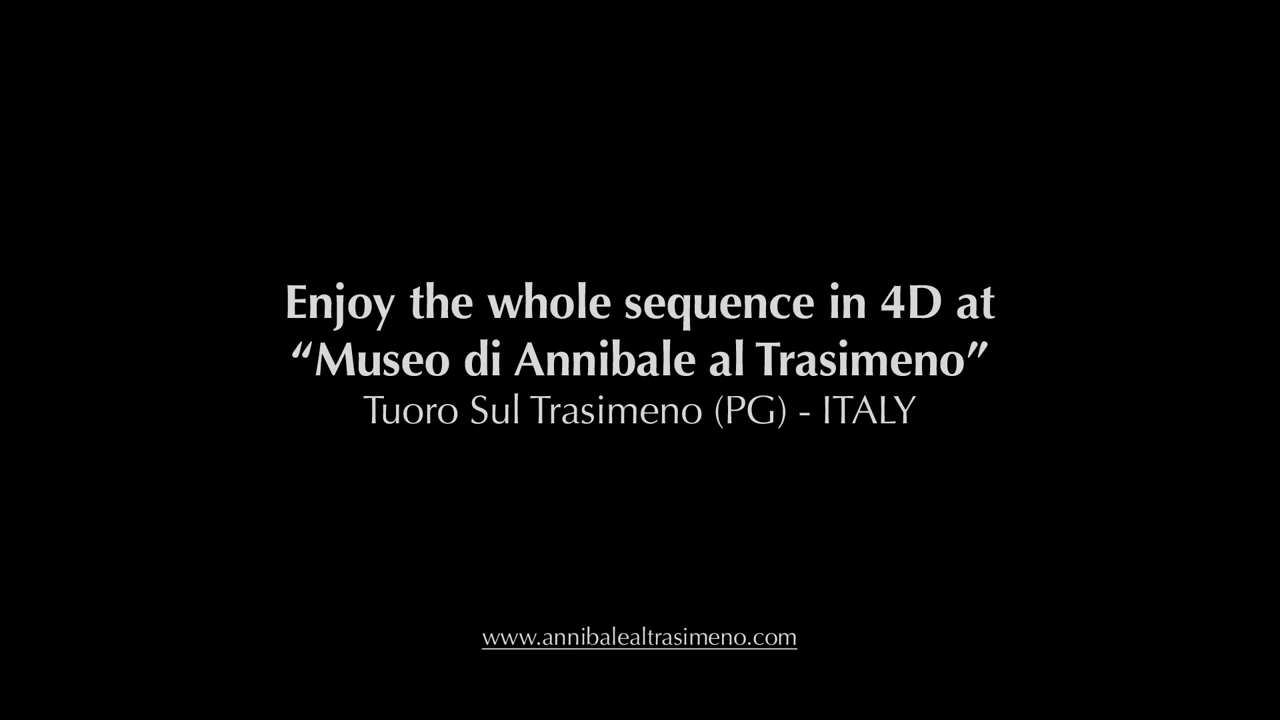 Enjoy the whole sequence in 4D at
“Museo di Annibale al Trasimeno”
Tuoro Sul Trasimeno (PG) - ITALY
www.annibalealtrasimeno.com